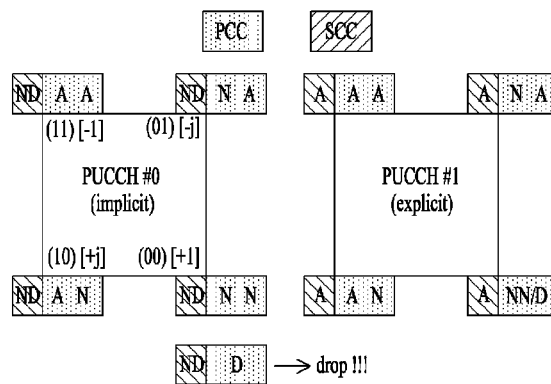 PCC SCC
ND A A ND N A A A A A N A
(11) [-1] (01) [-j]
PUCCH #0 PUCCH #1
(implicit) (explicit)
(10) [+j] (00) [+1]
ND A N ND N N A A N A NN/D
ND D drop !!!